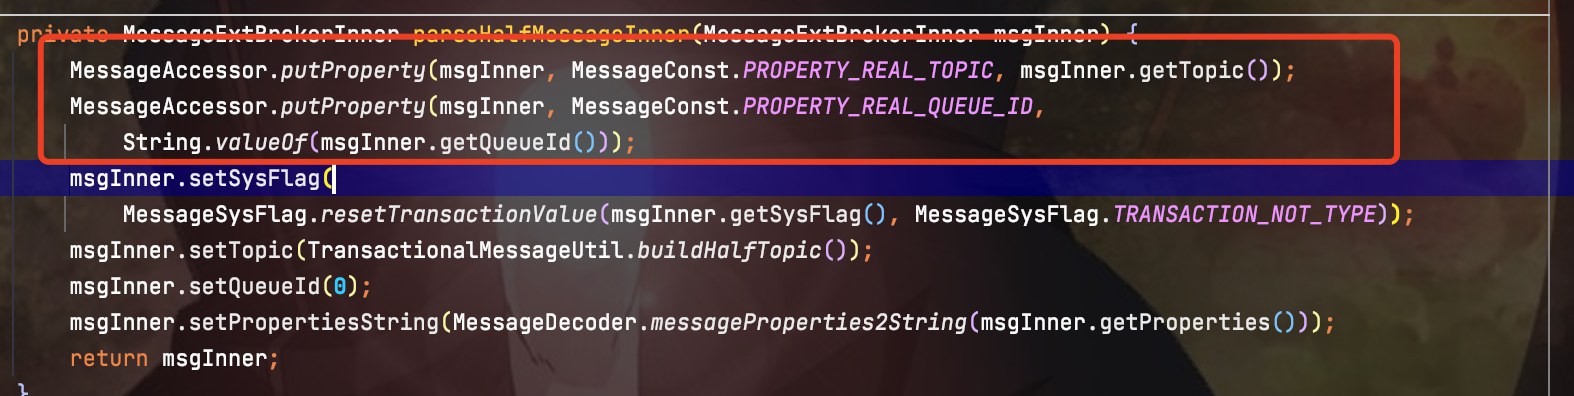 private MessageExtBrokerInner parseHalfMessageInner(MessageExtBrokerInner msgInner) {
MessageAccessor.putProperty(msgInner, MessageConst.PROPERTY_REAL_TOPIC, msgInner.getTopic());
MessageAccessor.putProperty(msgInner, MessageConst.PROPERTY_REAL_QUEUE_ID,
String.valueOf(msgInner.getQueueId()));
msgInner.setSysFlag(
MessageSysFlag.resetTransactionValue(msgInner.getSysFlag(), MessageSysFlag.TRANSACTION_NOT_TYPE));
msgInner.setTopic(TransactionalMessageUtil.buildHalfTopic());
msgInner.setQueueId(0);
msgInner.setPropertiesString(MessageDecoder.messageProperties2String(msgInner.getProperties()));
return msgInner;
}